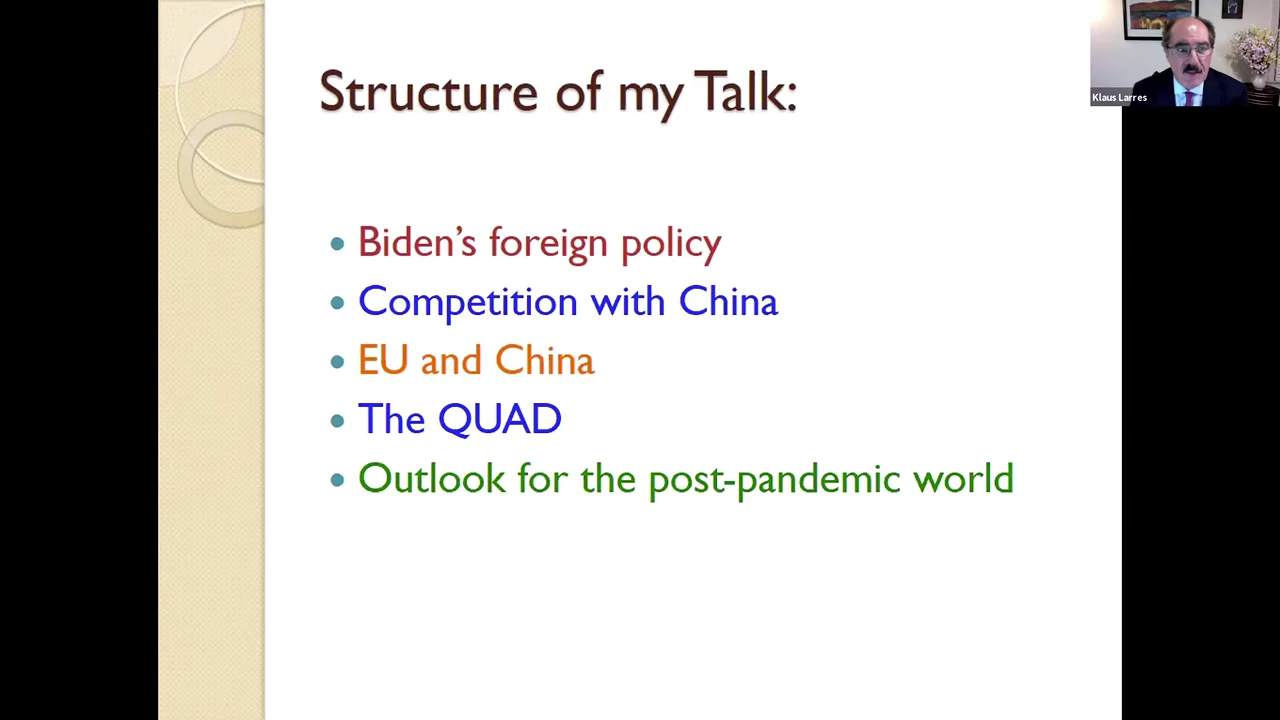 Structure of my Talk:
Klaus Larres
Biden's foreign policy
Competition with China
EU and China
The QUAD
Outlook for the post-pandemic world